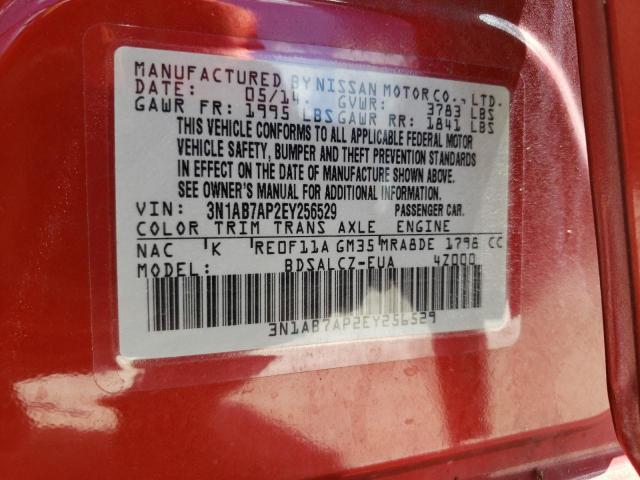 MANUFACTURED BY NISSAN MOTOR CO., LTD.
DATE: 05/14 GVWR: 3783 LBS
GAWR FR: 1995 LBS GAWR RR: 1841 LBS
THIS VEHICLE CONFORMS TO ALL APPLICABLE FEDERAL MOTOR
VEHICLE SAFETY, BUMPER AND THEFT PREVENTION STANDARDS
IN EFFECT ON THE DATE OF MANUFACTURE SHOWN ABOVE.
SEE OWNER'S MANUAL FOR ADDITIONAL INFORMATION.
VIN: 3N1AB7AP2EY256529 PASSENGER CAR.
COLOR TRIM TRANS AXLE ENGINE
NAC K RE0F11A GM35 MRA8DE 1798 CC
MODEL: BDSALCZ-EUA 4Z000
3N1AB7AP2EY256529